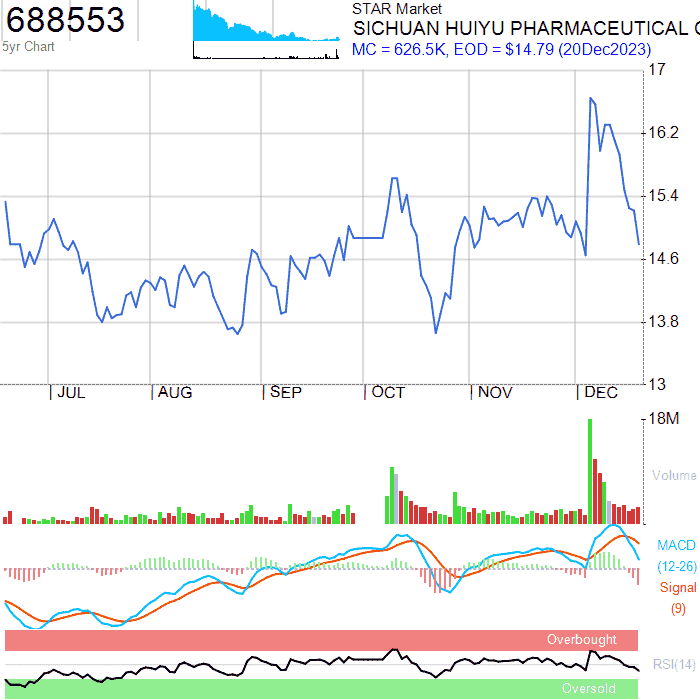 688553
5yr Chart
STAR Market
SICHUAN HUIYU PHARMACEUTICAL C
MC = 626.5K, EOD = $14.79 (20Dec2023)
17
16.2
15.4
14.6
13.8
13
JUL AUG SEP OCT NOV DEC
18M
Volume
MACD
(12-26)
Signal
(9)
Overbought
RSI(14)
Oversold